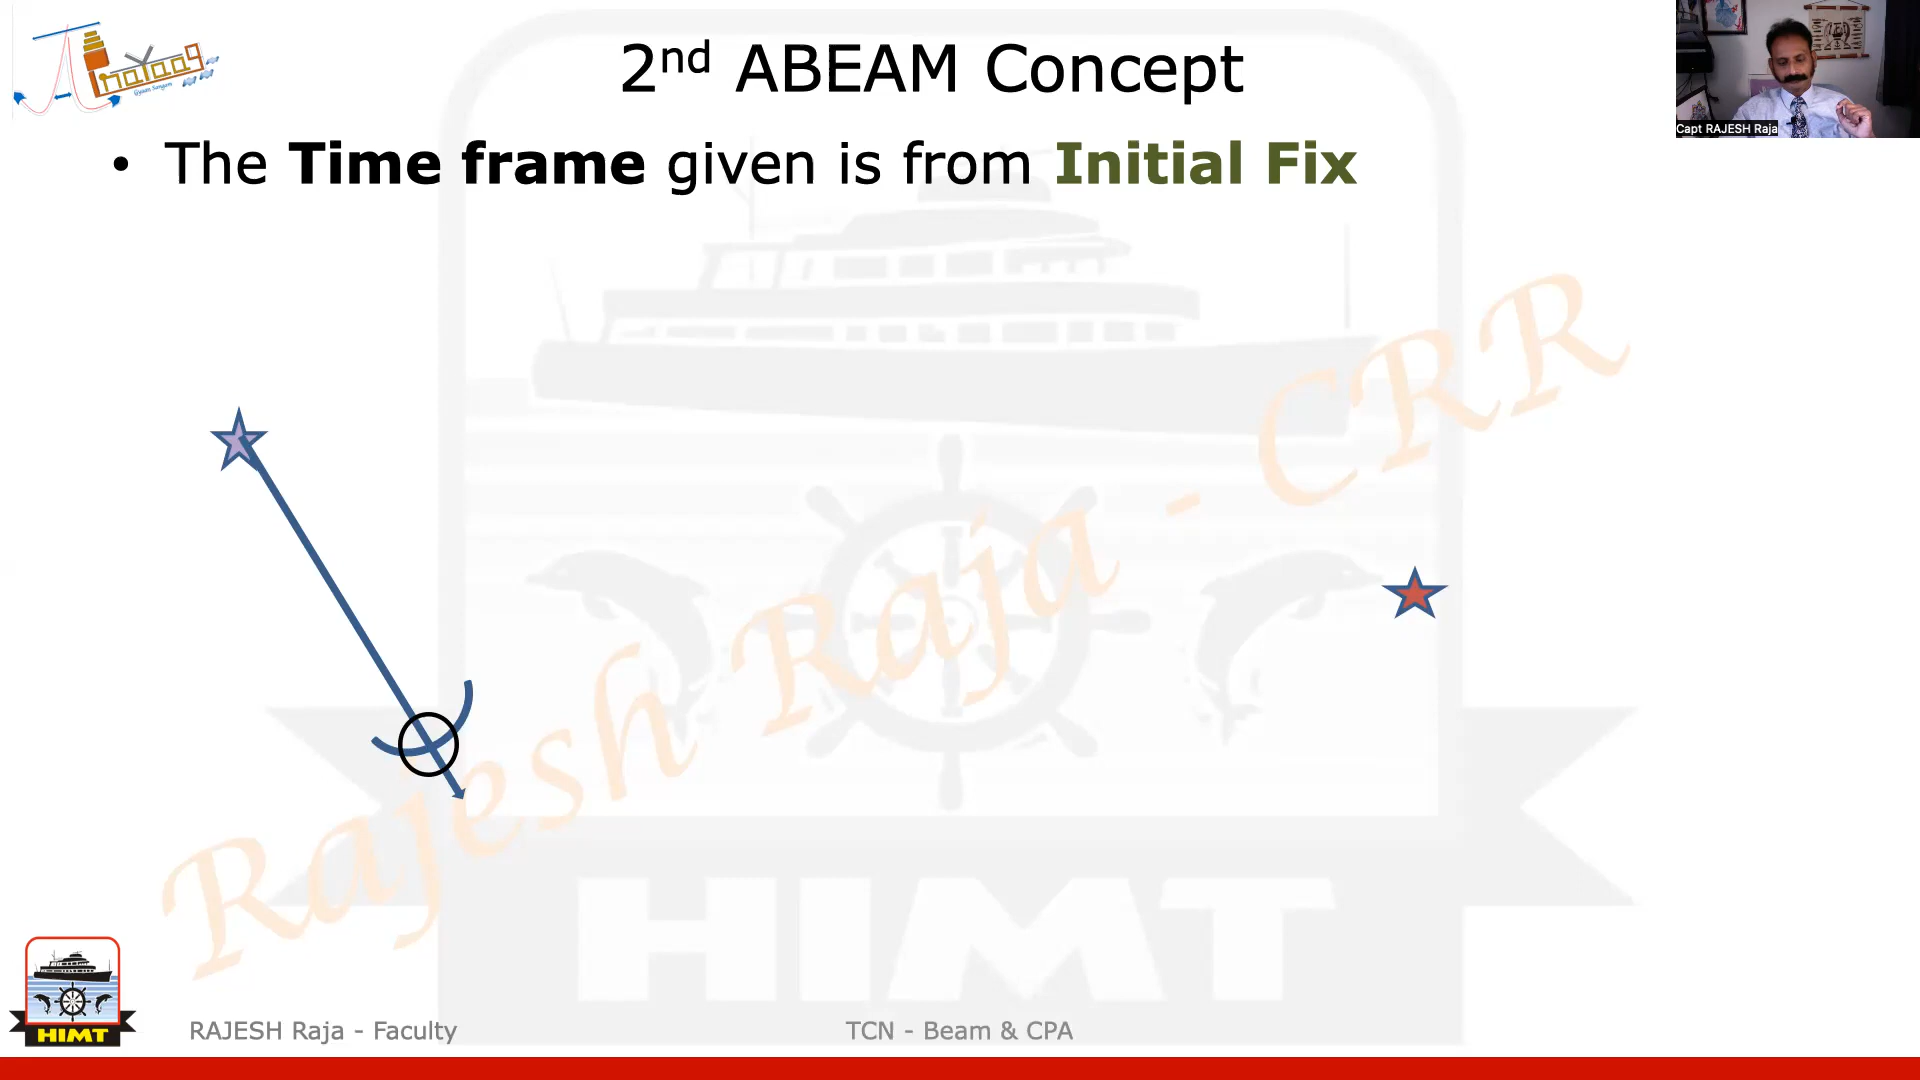 2nd ABEAM Concept
Capt RAJESH Raja
• The Time frame given is from Initial Fix
Rajesh Raja - CRR
HIMT
HIMT
RAJESH Raja - Faculty
TCN - Beam & CPA